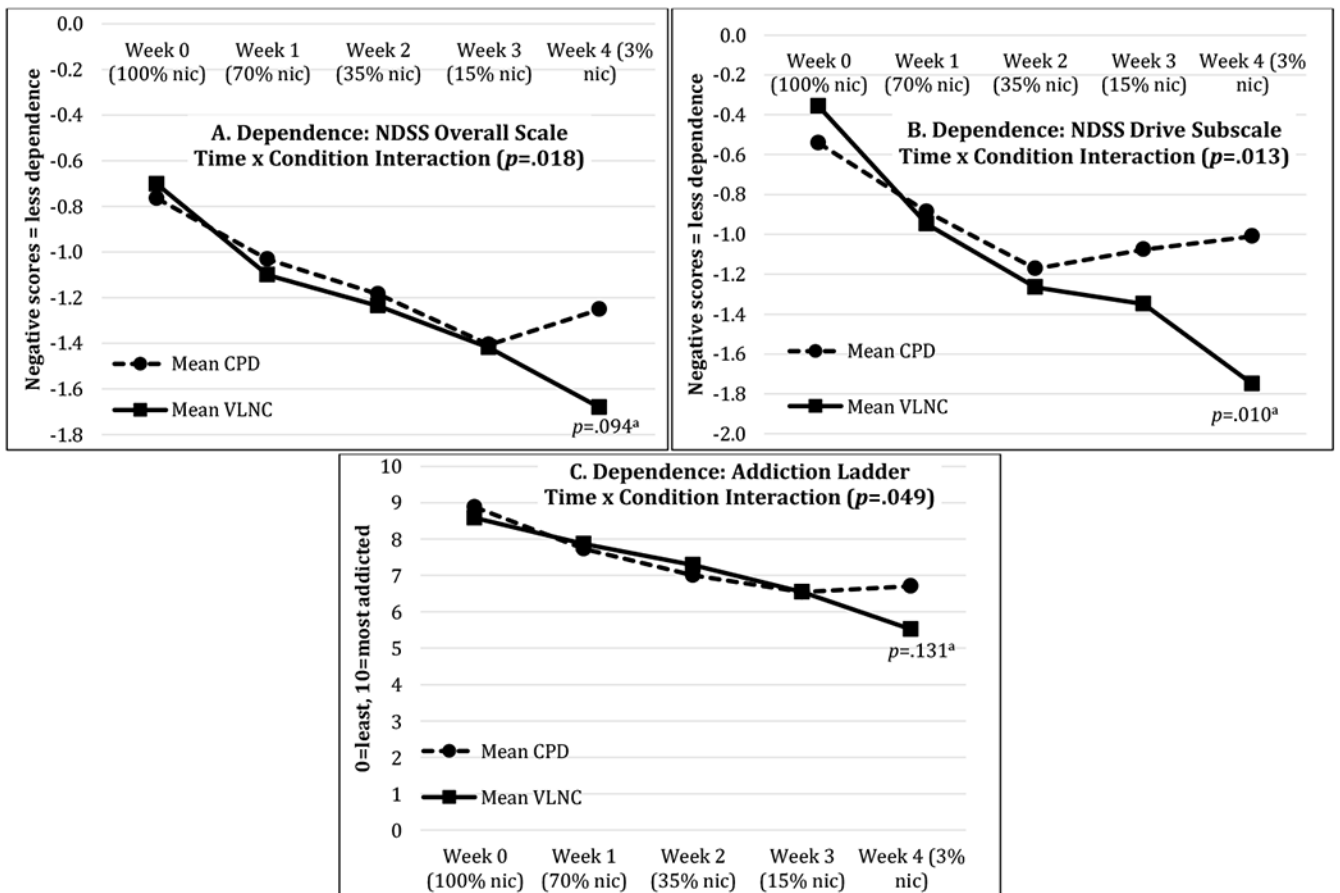 0.0
-0.2
-0.4
-0.6
-0.8
-1.0
-1.2
-1.4
-1.6
-1.8
Negative scores = less dependence
Week 0 Week 1 Week 2 Week 3 Week 4 (3%
(100% nic) (70% nic) (35% nic) (15% nic) nic)
A. Dependence: NDSS Overall Scale
Time x Condition Interaction (p=.018)
Mean CPD
Mean VLNC
p=.094ᵃ
0.0
-0.2
-0.4
-0.6
-0.8
-1.0
-1.2
-1.4
-1.6
-1.8
-2.0
Negative scores = less dependence
Week 0 Week 1 Week 2 Week 3 Week 4 (3%
(100% nic) (70% nic) (35% nic) (15% nic) nic)
B. Dependence: NDSS Drive Subscale
Time x Condition Interaction (p=.013)
Mean CPD
Mean VLNC
p=.010ᵃ
10
9
8
7
6
5
4
3
2
1
0
0=least, 10=most addicted
C. Dependence: Addiction Ladder
Time x Condition Interaction (p=.049)
p=.131ᵃ
Mean CPD
Mean VLNC
Week 0 Week 1 Week 2 Week 3 Week 4 (3%
(100% nic) (70% nic) (35% nic) (15% nic) nic)